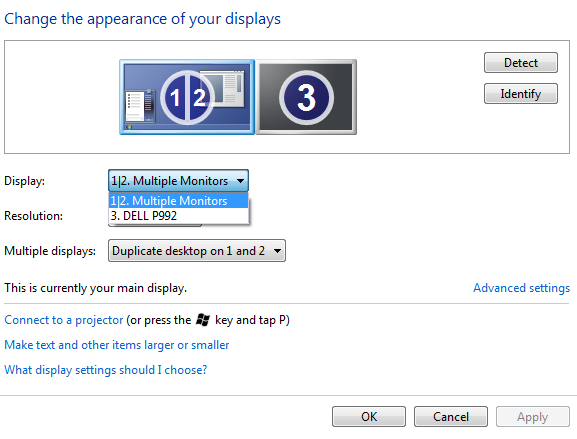 Change the appearance of your displays
1 2
3
Detect
Identify
Display:
1|2. Multiple Monitors
1|2. Multiple Monitors
3. DELL P992
Resolution:
Multiple displays:
Duplicate desktop on 1 and 2
This is currently your main display.
Advanced settings
Connect to a projector (or press the key and tap P)
Make text and other items larger or smaller
What display settings should I choose?
OK
Cancel
Apply